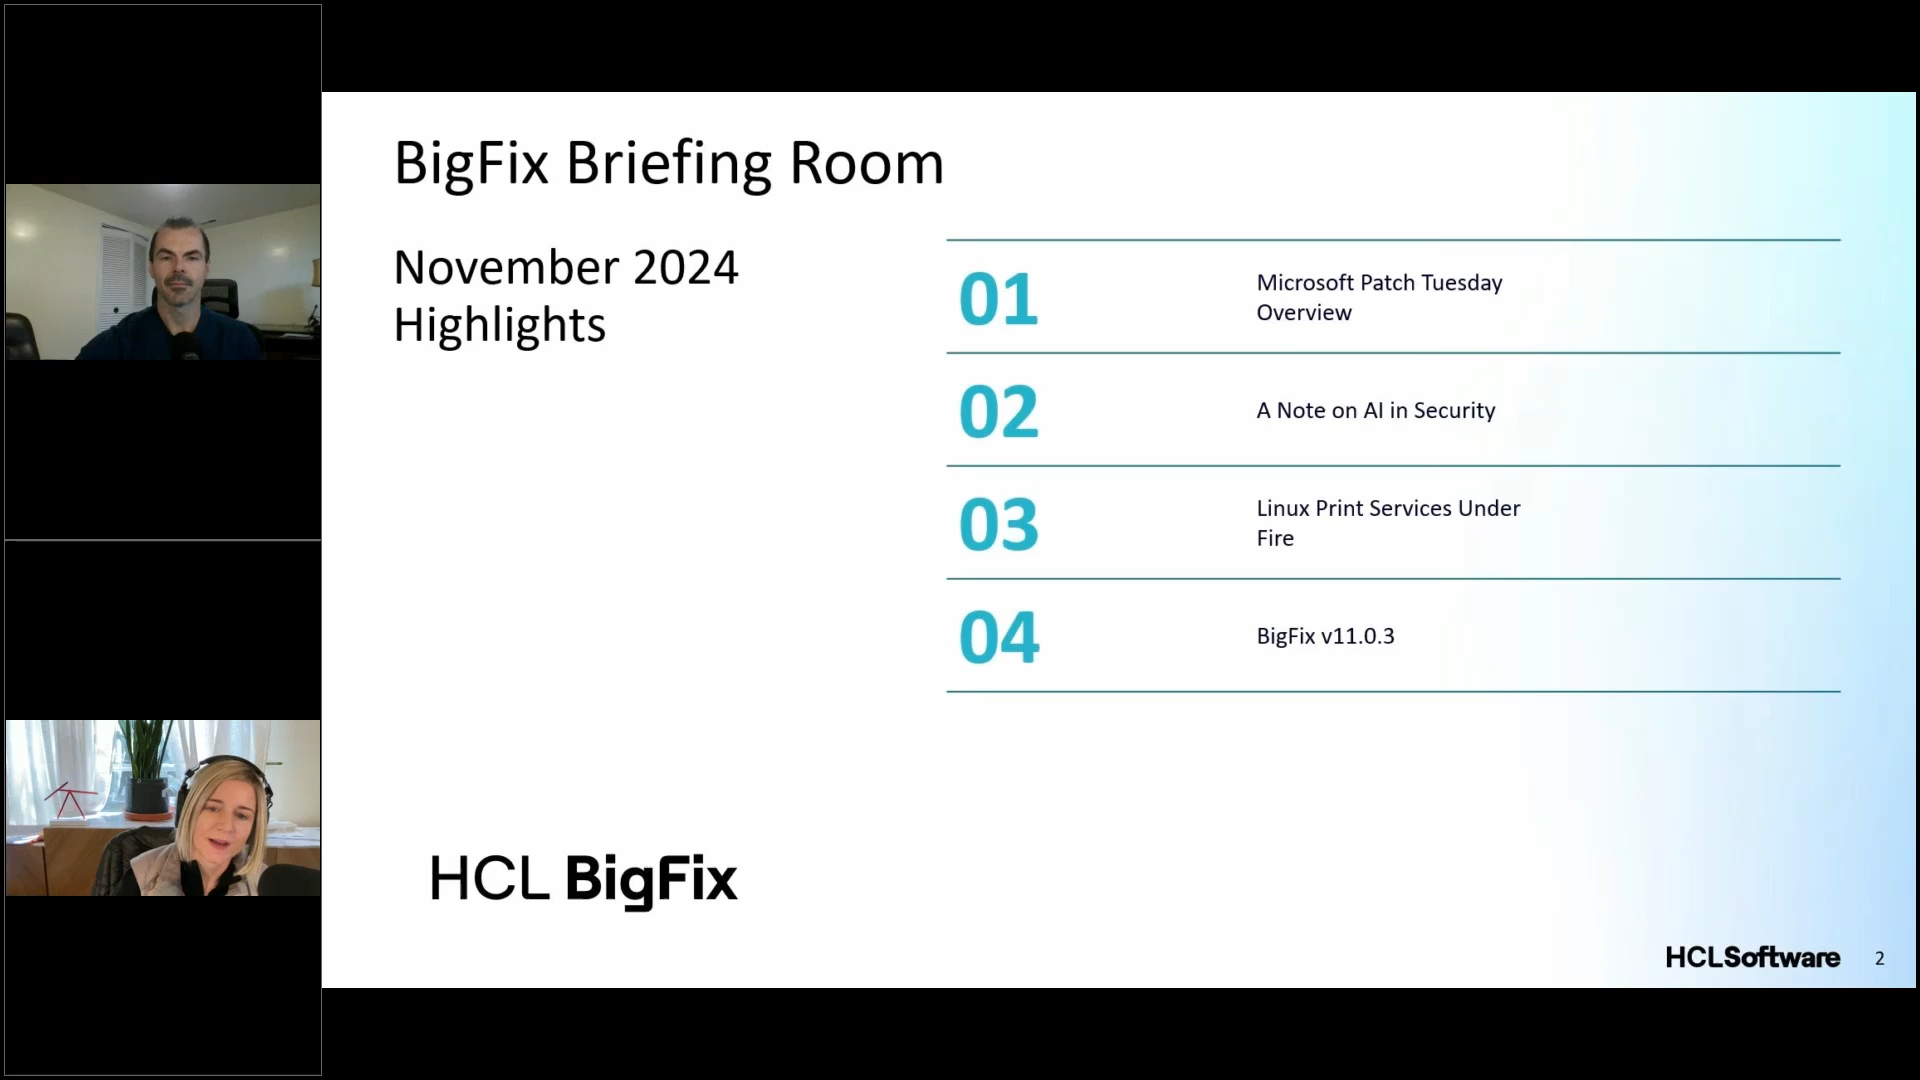 BigFix Briefing Room
November 2024
Highlights
01
Microsoft Patch Tuesday
Overview
02
A Note on AI in Security
03
Linux Print Services Under
Fire
04
BigFix v11.0.3
HCL BigFix
HCLSoftware
2